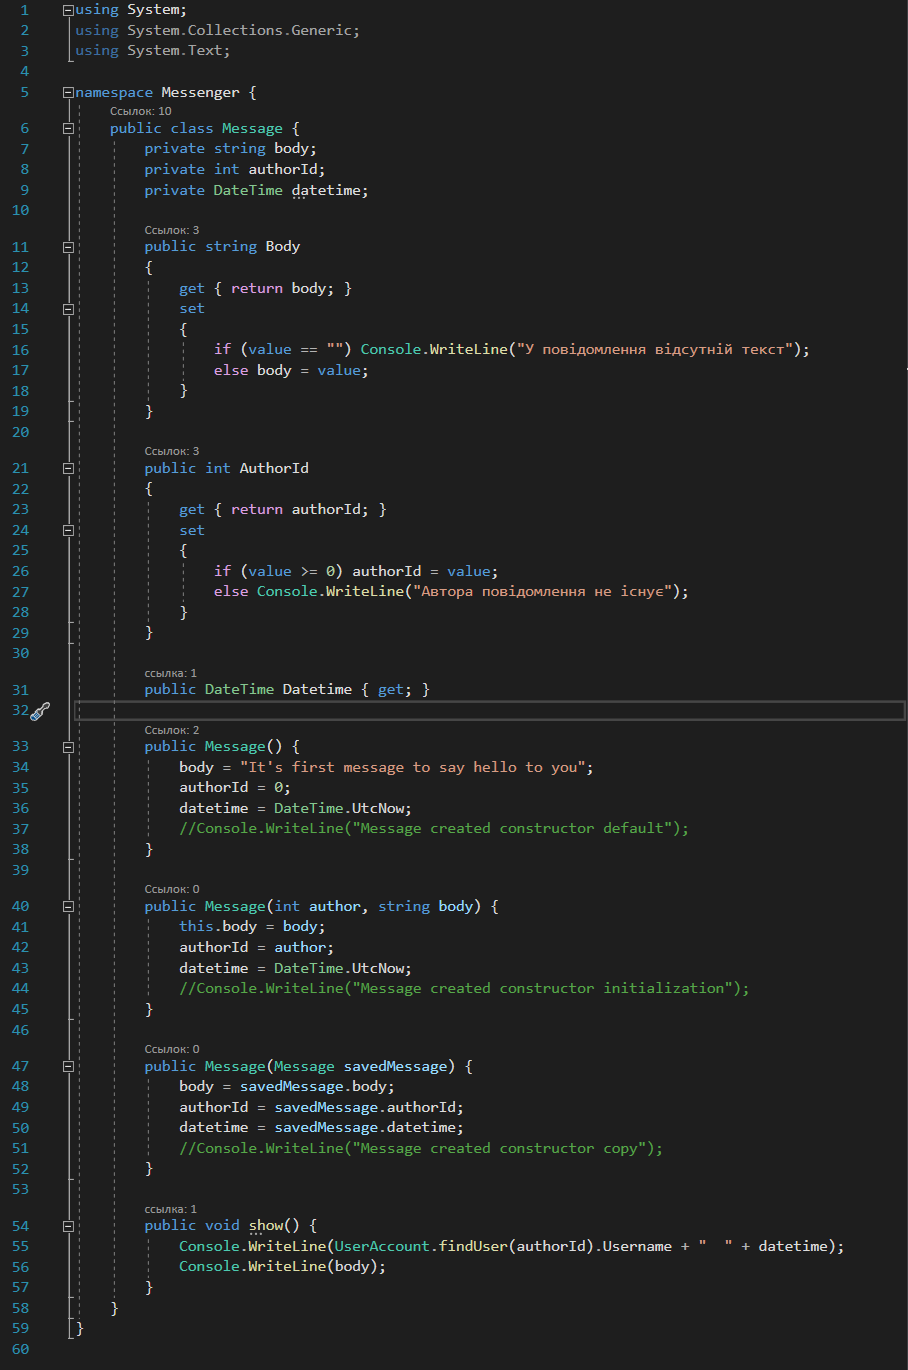 1 using System;
2 using System.Collections.Generic;
3 using System.Text;
4
5 namespace Messenger {
Ссылок: 10
6 public class Message {
7 private string body;
8 private int authorId;
9 private DateTime datetime;
10
Ссылок: 3
11 public string Body
12 {
13 get { return body; }
14 set
15 {
16 if (value == "") Console.WriteLine("У повідомлення відсутній текст");
17 else body = value;
18 }
19 }
20
Ссылок: 3
21 public int AuthorId
22 {
23 get { return authorId; }
24 set
25 {
26 if (value >= 0) authorId = value;
27 else Console.WriteLine("Автора повідомлення не існує");
28 }
29 }
30
ссылка: 1
31 public DateTime Datetime { get; }
32
Ссылок: 2
33 public Message() {
34 body = "It's first message to say hello to you";
35 authorId = 0;
36 datetime = DateTime.UtcNow;
37 //Console.WriteLine("Message created constructor default");
38 }
39
Ссылок: 0
40 public Message(int author, string body) {
41 this.body = body;
42 authorId = author;
43 datetime = DateTime.UtcNow;
44 //Console.WriteLine("Message created constructor initialization");
45 }
46
Ссылок: 0
47 public Message(Message savedMessage) {
48 body = savedMessage.body;
49 authorId = savedMessage.authorId;
50 datetime = savedMessage.datetime;
51 //Console.WriteLine("Message created constructor copy");
52 }
53
ссылка: 1
54 public void show() {
55 Console.WriteLine(UserAccount.findUser(authorId).Username + "  " + datetime);
56 Console.WriteLine(body);
57 }
58 }
59 }
60